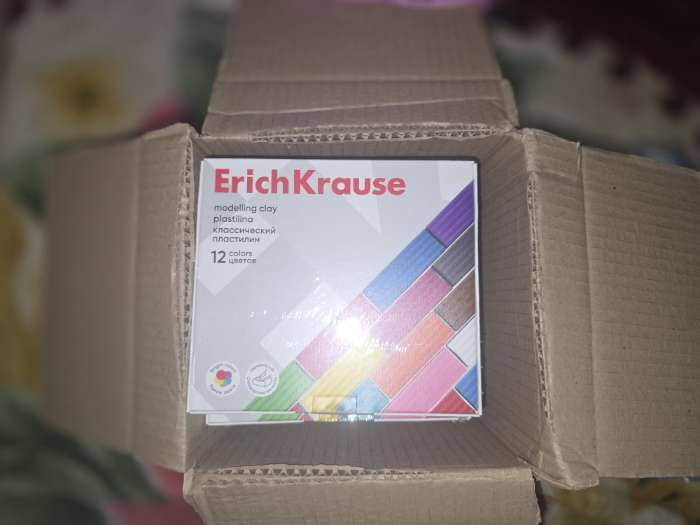 ErichKrause
modelling clay
plastilina
классический
пластилин
12 colors
цветов